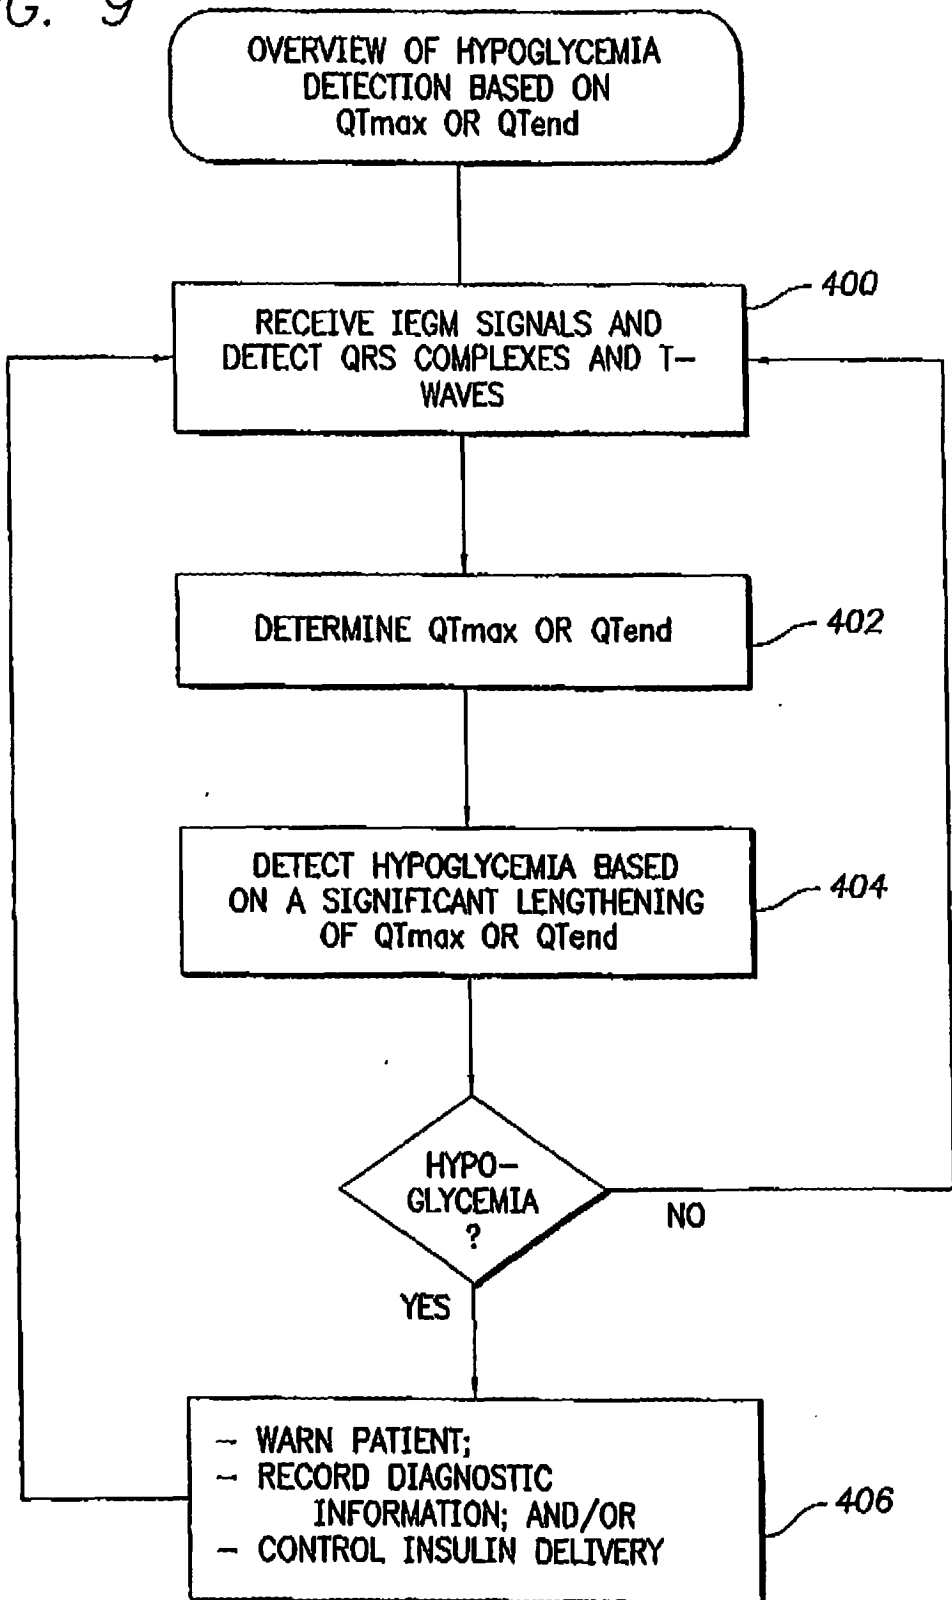 G. 9
OVERVIEW OF HYPOGLYCEMIA
DETECTION BASED ON
QTmax OR QTend
400
RECEIVE IEGM SIGNALS AND
DETECT QRS COMPLEXES AND T-
WAVES
DETERMINE QTmax OR QTend
402
DETECT HYPOGLYCEMIA BASED
ON A SIGNIFICANT LENGTHENING
OF QTmax OR QTend
404
HYPO-
GLYCEMIA
?
NO
YES
- WARN PATIENT;
- RECORD DIAGNOSTIC
INFORMATION; AND/OR
- CONTROL INSULIN DELIVERY
406